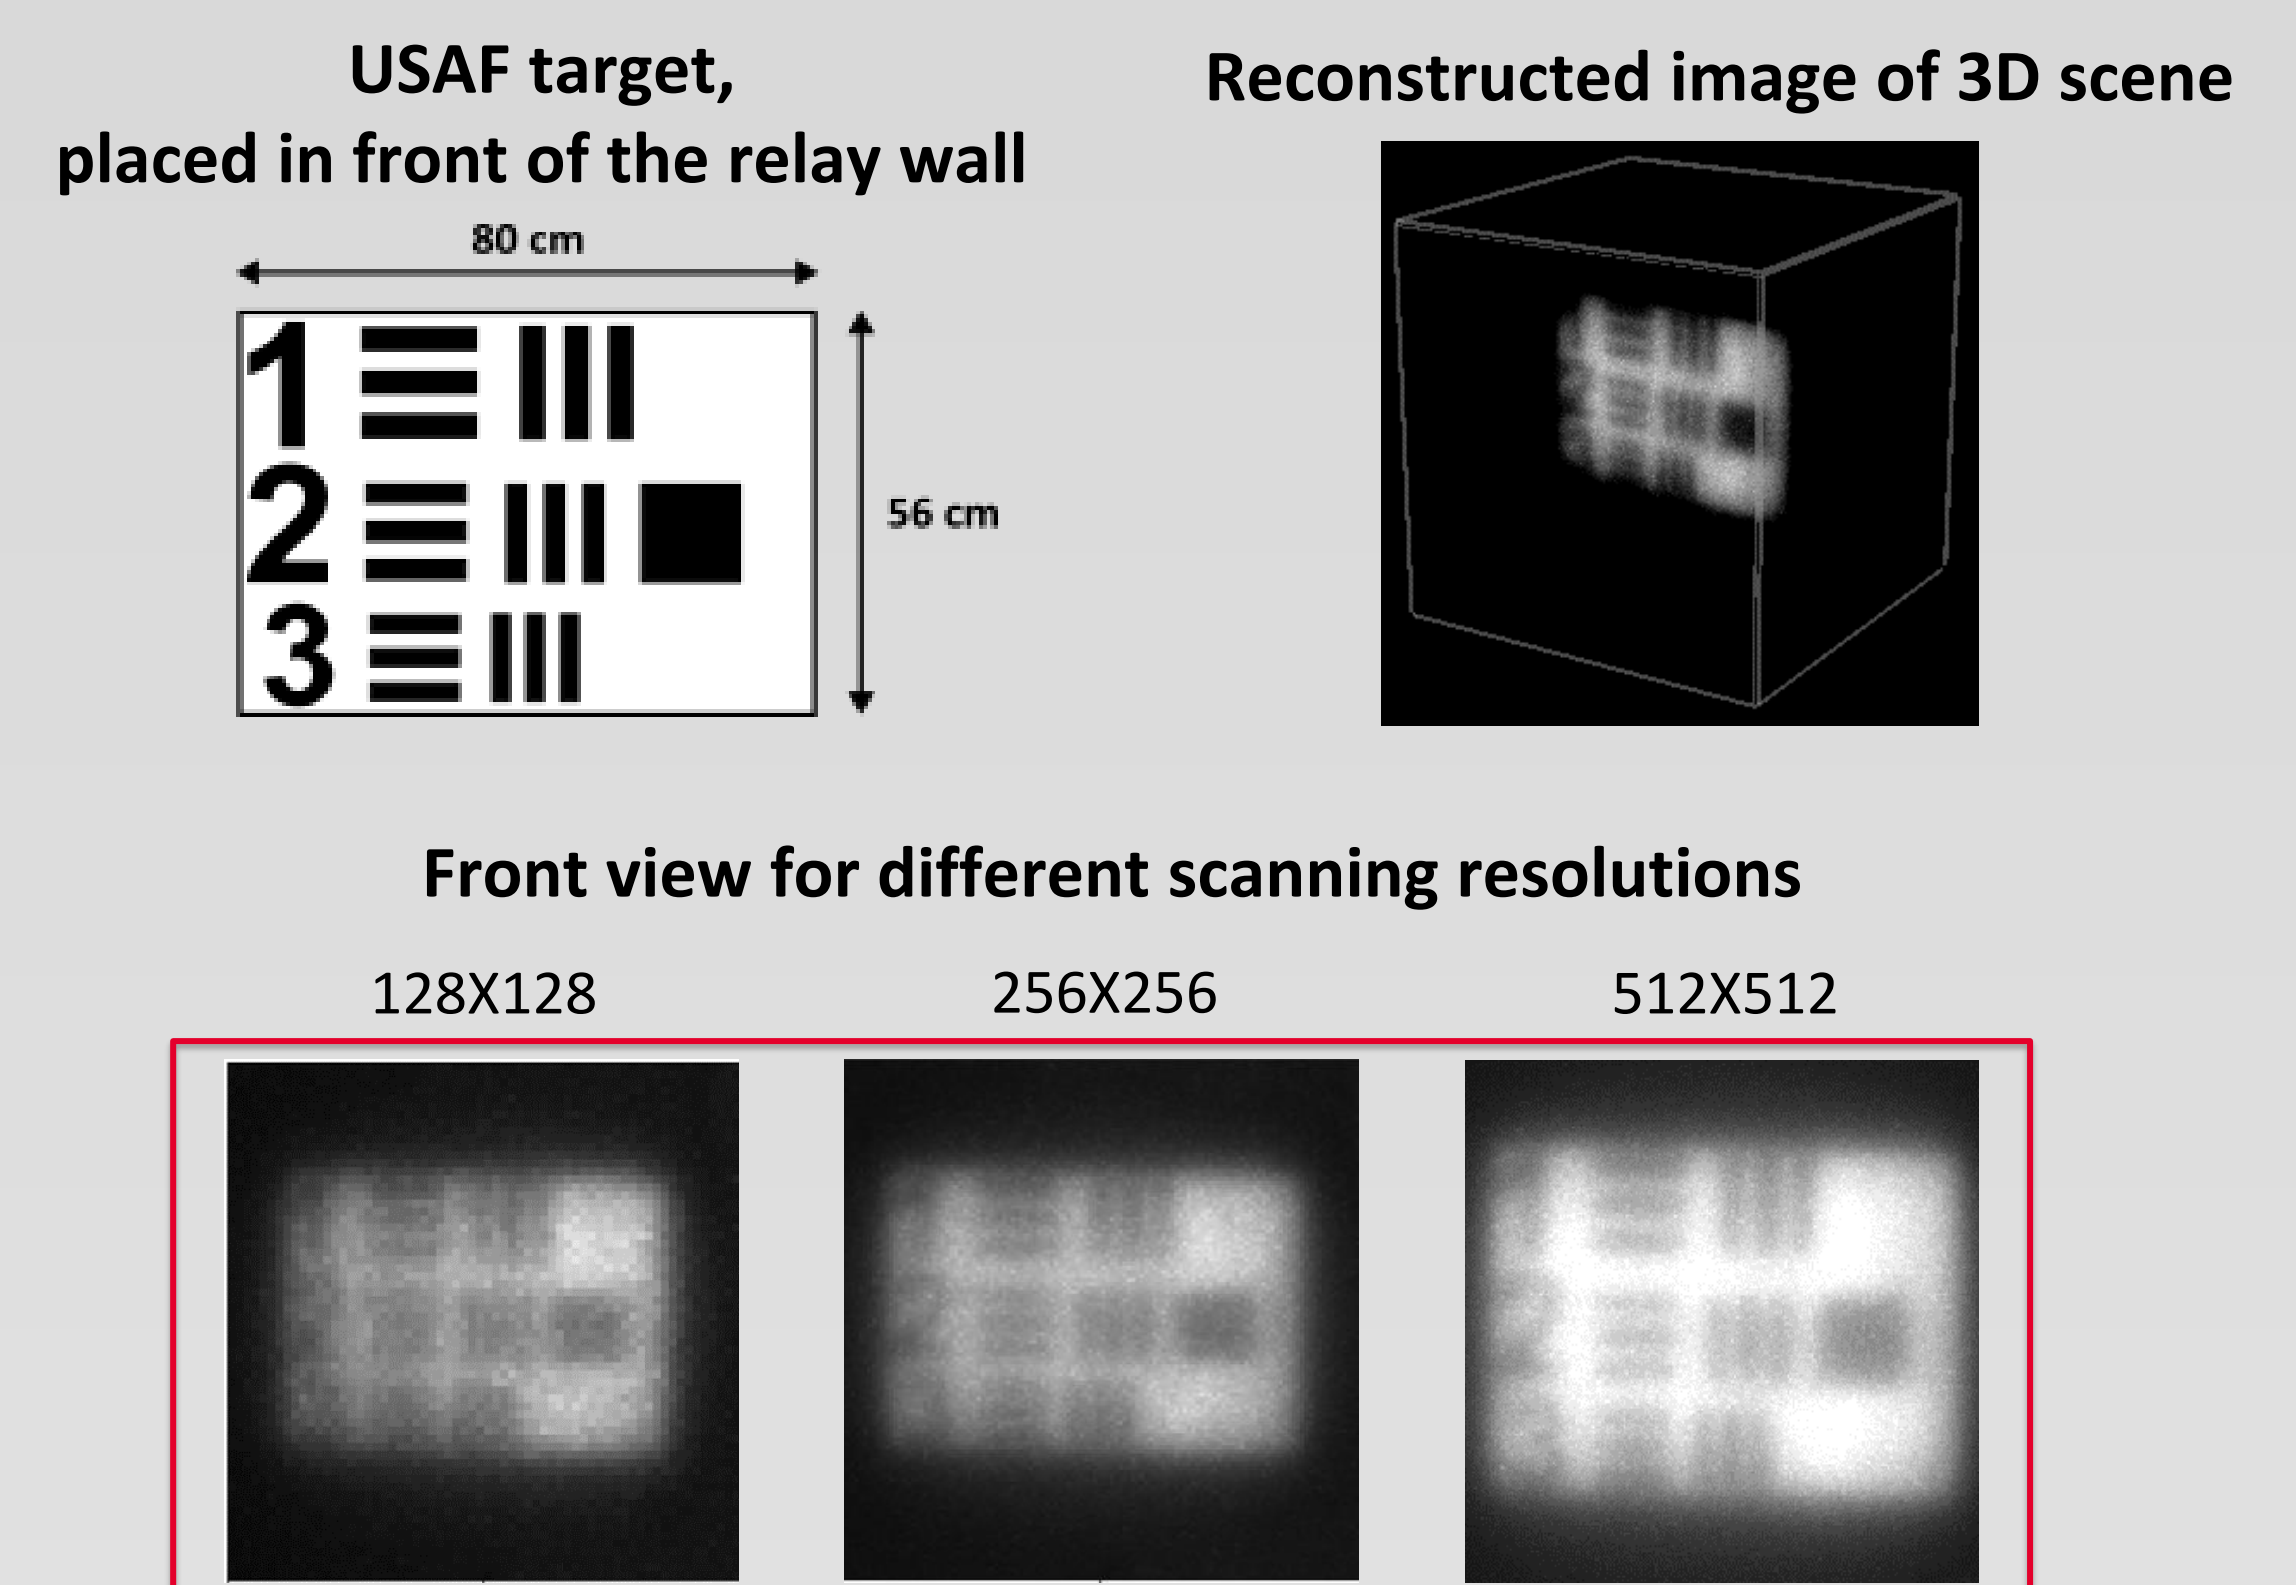 USAF target,
placed in front of the relay wall
80 cm
1
2
3
56 cm
Reconstructed image of 3D scene
Front view for different scanning resolutions
128X128
256X256
512X512